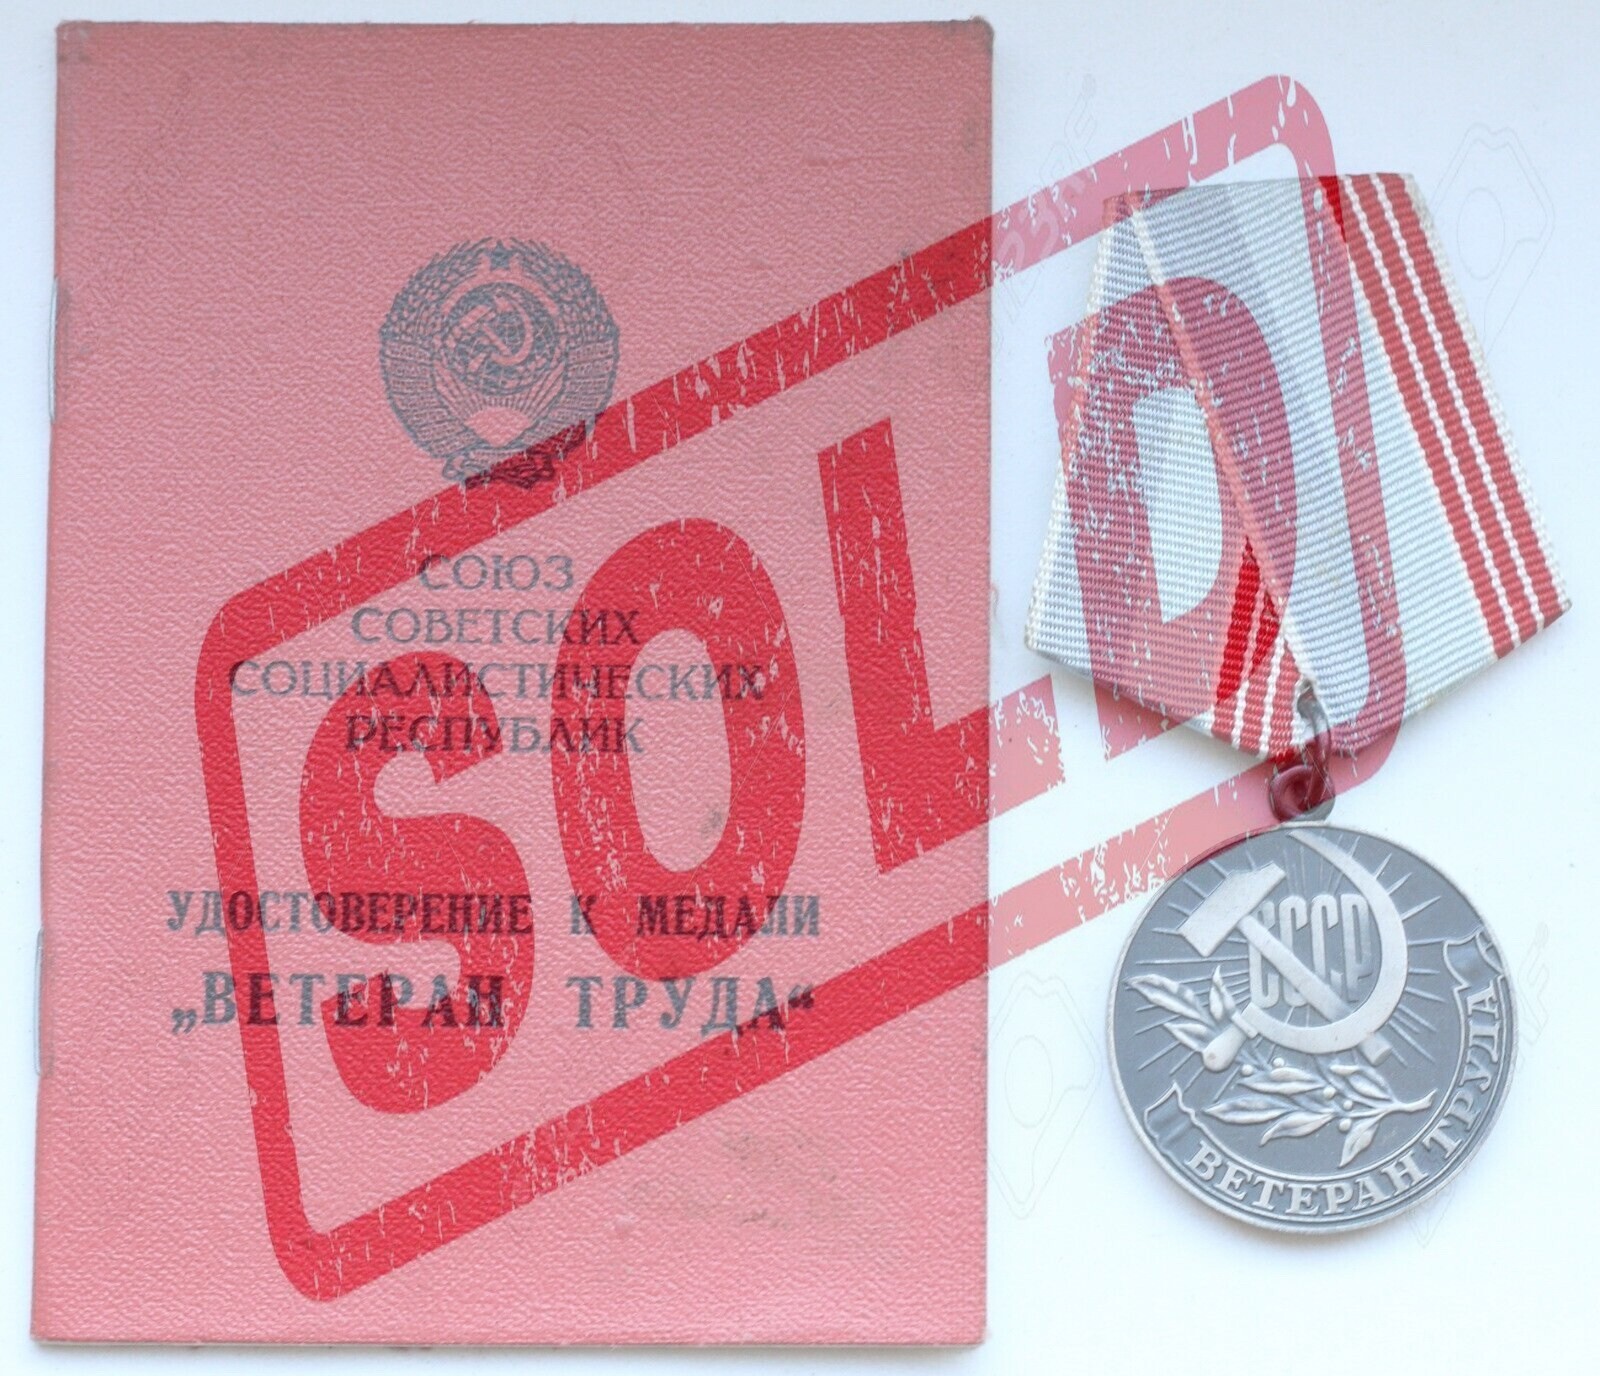 СОЮЗ
СОВЕТСКИХ
СОЦИАЛИСТИЧЕСКИХ
РЕСПУБЛИК
УДОСТОВЕРЕНИЕ К МЕДАЛИ
„ВЕТЕРАН ТРУДА“
SOLD
СССР
ВЕТЕРАН ТРУДА